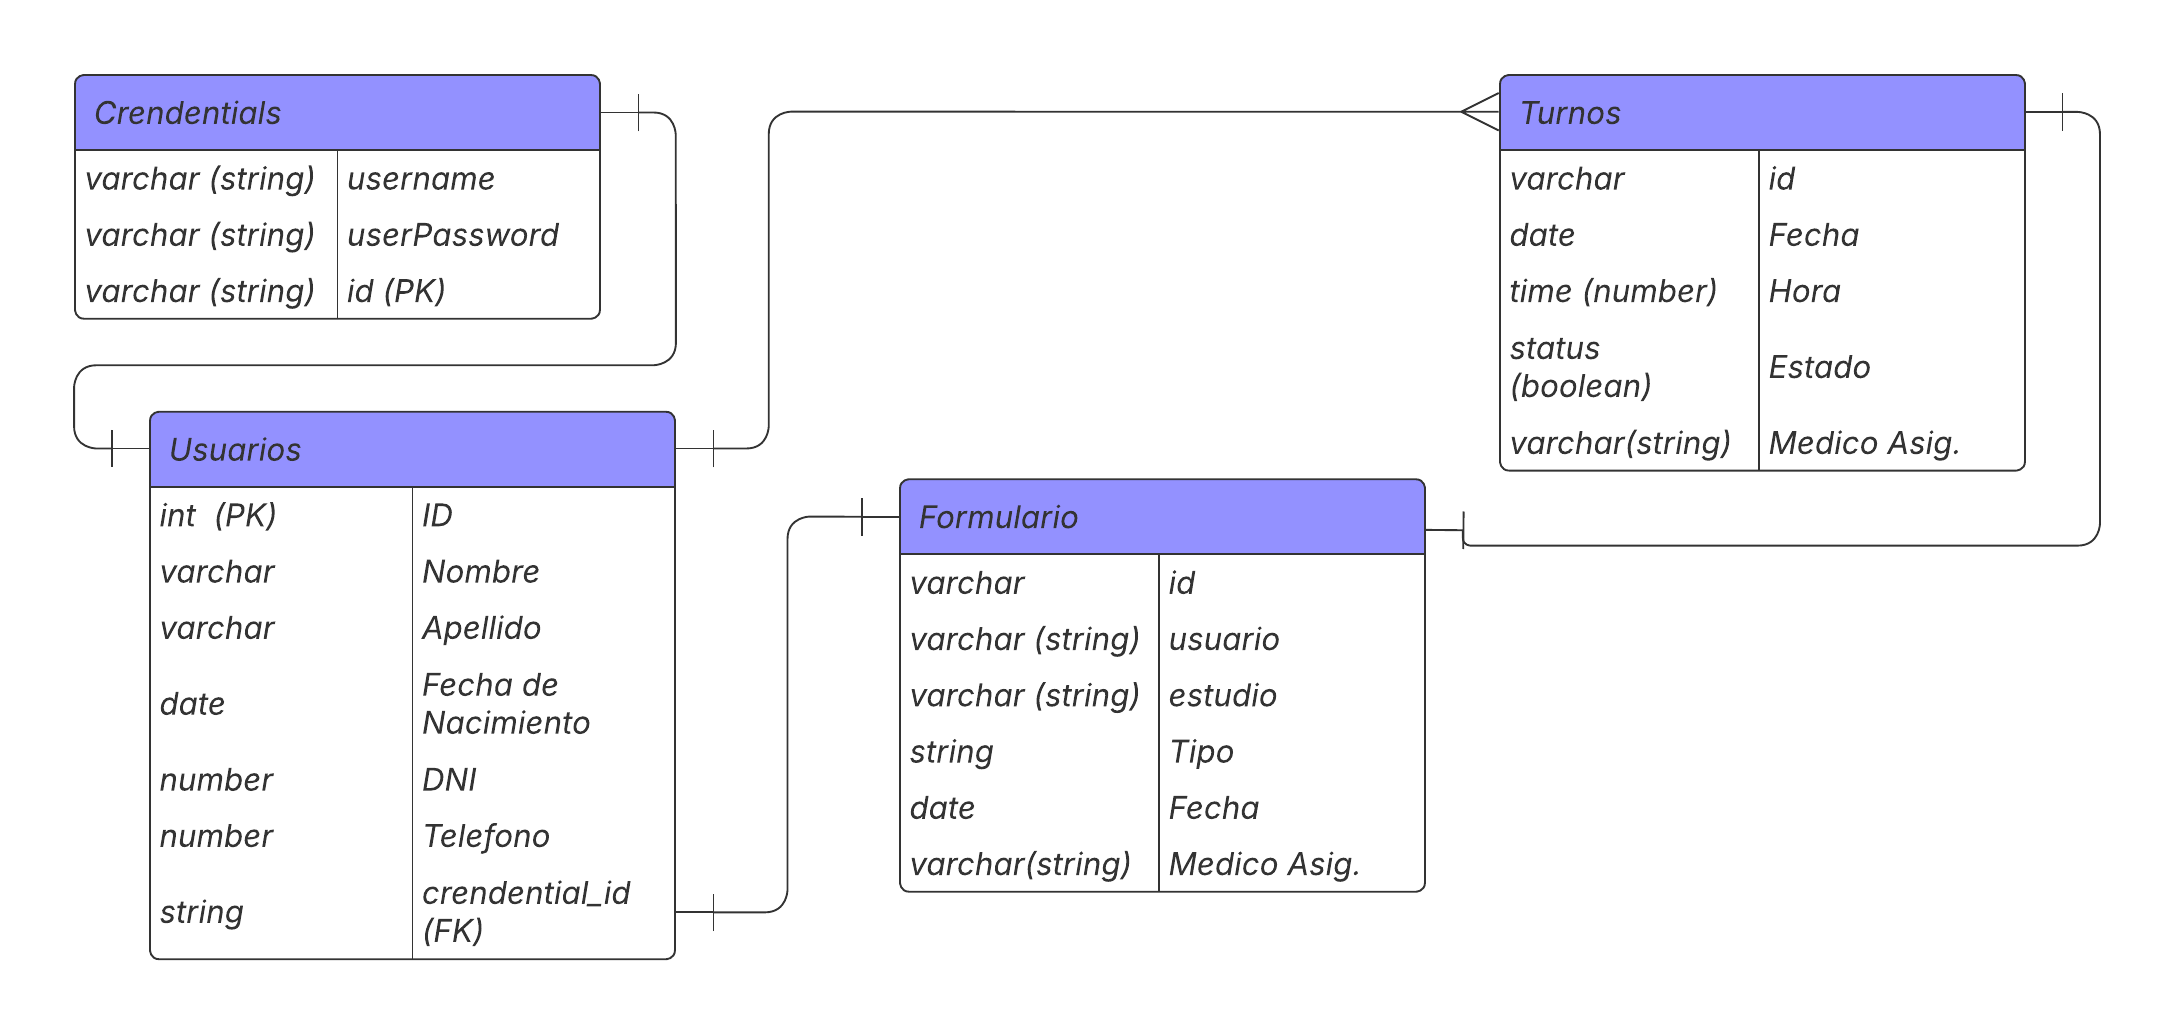 Crendentials
varchar (string) username
varchar (string) userPassword
varchar (string) id (PK)
Usuarios
int (PK) ID
varchar Nombre
varchar Apellido
date Fecha de
Nacimiento
number DNI
number Telefono
string crendential_id
(FK)
Formulario
varchar id
varchar (string) usuario
varchar (string) estudio
string Tipo
date Fecha
varchar(string) Medico Asig.
Turnos
varchar id
date Fecha
time (number) Hora
status
(boolean) Estado
varchar(string) Medico Asig.